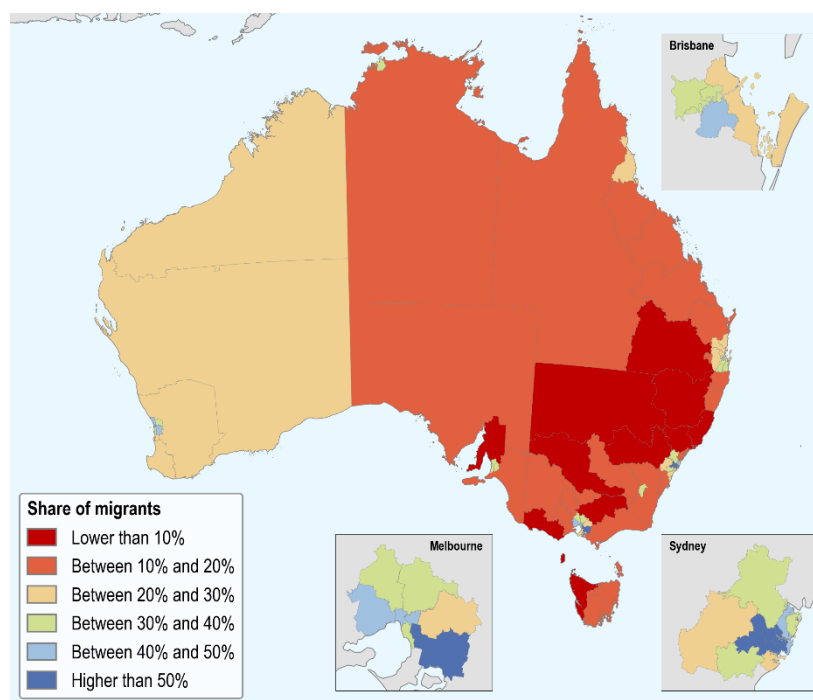 Brisbane
Share of migrants
Lower than 10%
Between 10% and 20%
Between 20% and 30%
Between 30% and 40%
Between 40% and 50%
Higher than 50%
Melbourne
Sydney